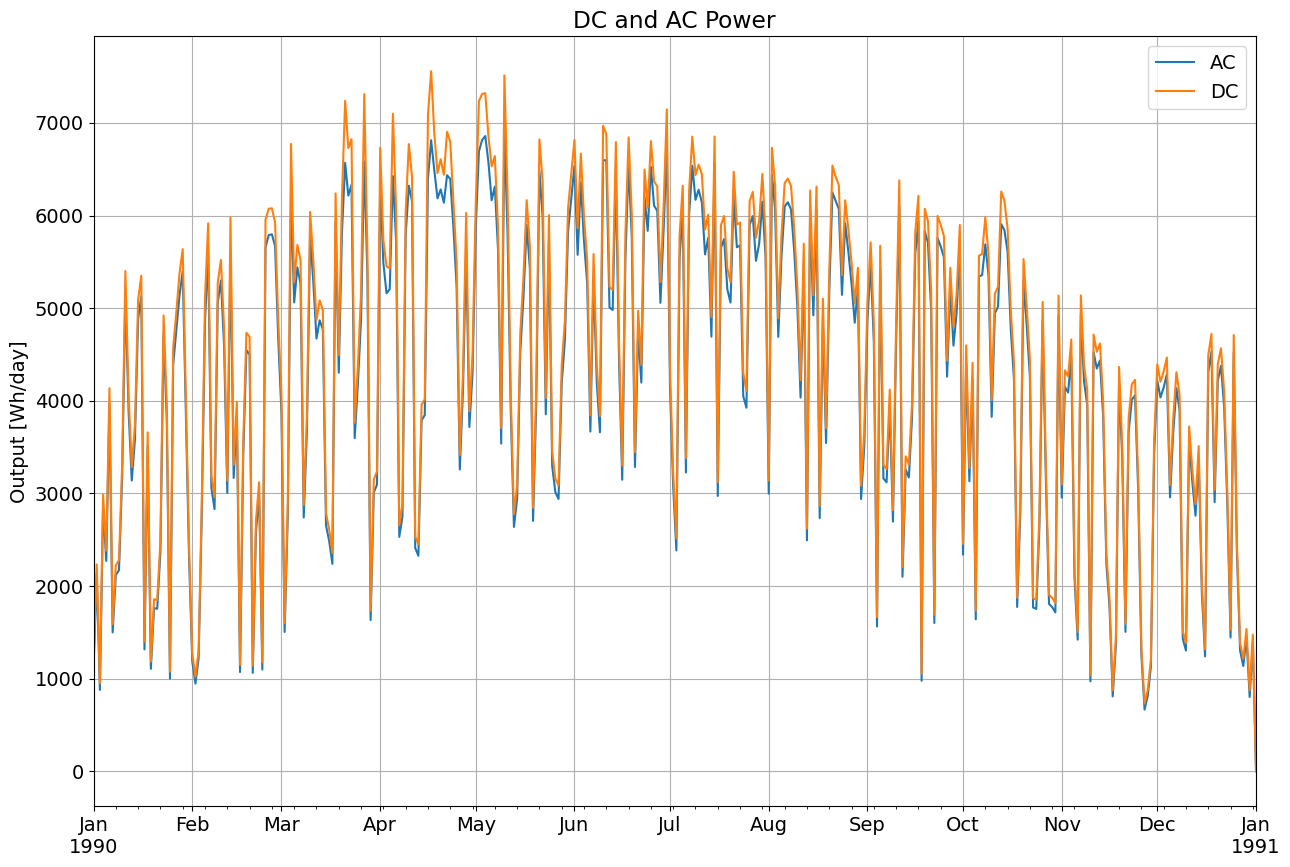 DC and AC Power
AC
DC
Output [Wh/day]
7000
6000
5000
4000
3000
2000
1000
0
Jan Feb Mar Apr May Jun Jul Aug Sep Oct Nov Dec Jan
1990 1991